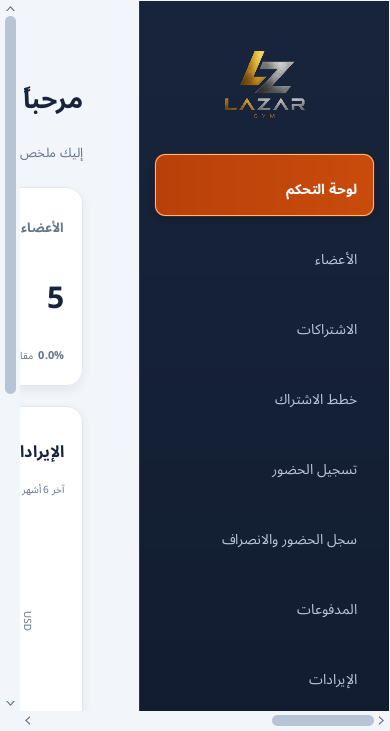 LAZAR
GYM
لوحة التحكم
الأعضاء
الاشتراكات
خطط الاشتراك
تسجيل الحضور
سجل الحضور والانصراف
المدفوعات
الإيرادات
مرحباً
إليك ملخص
الأعضاء
5
0.0%
آخر 6 أشهر
USD